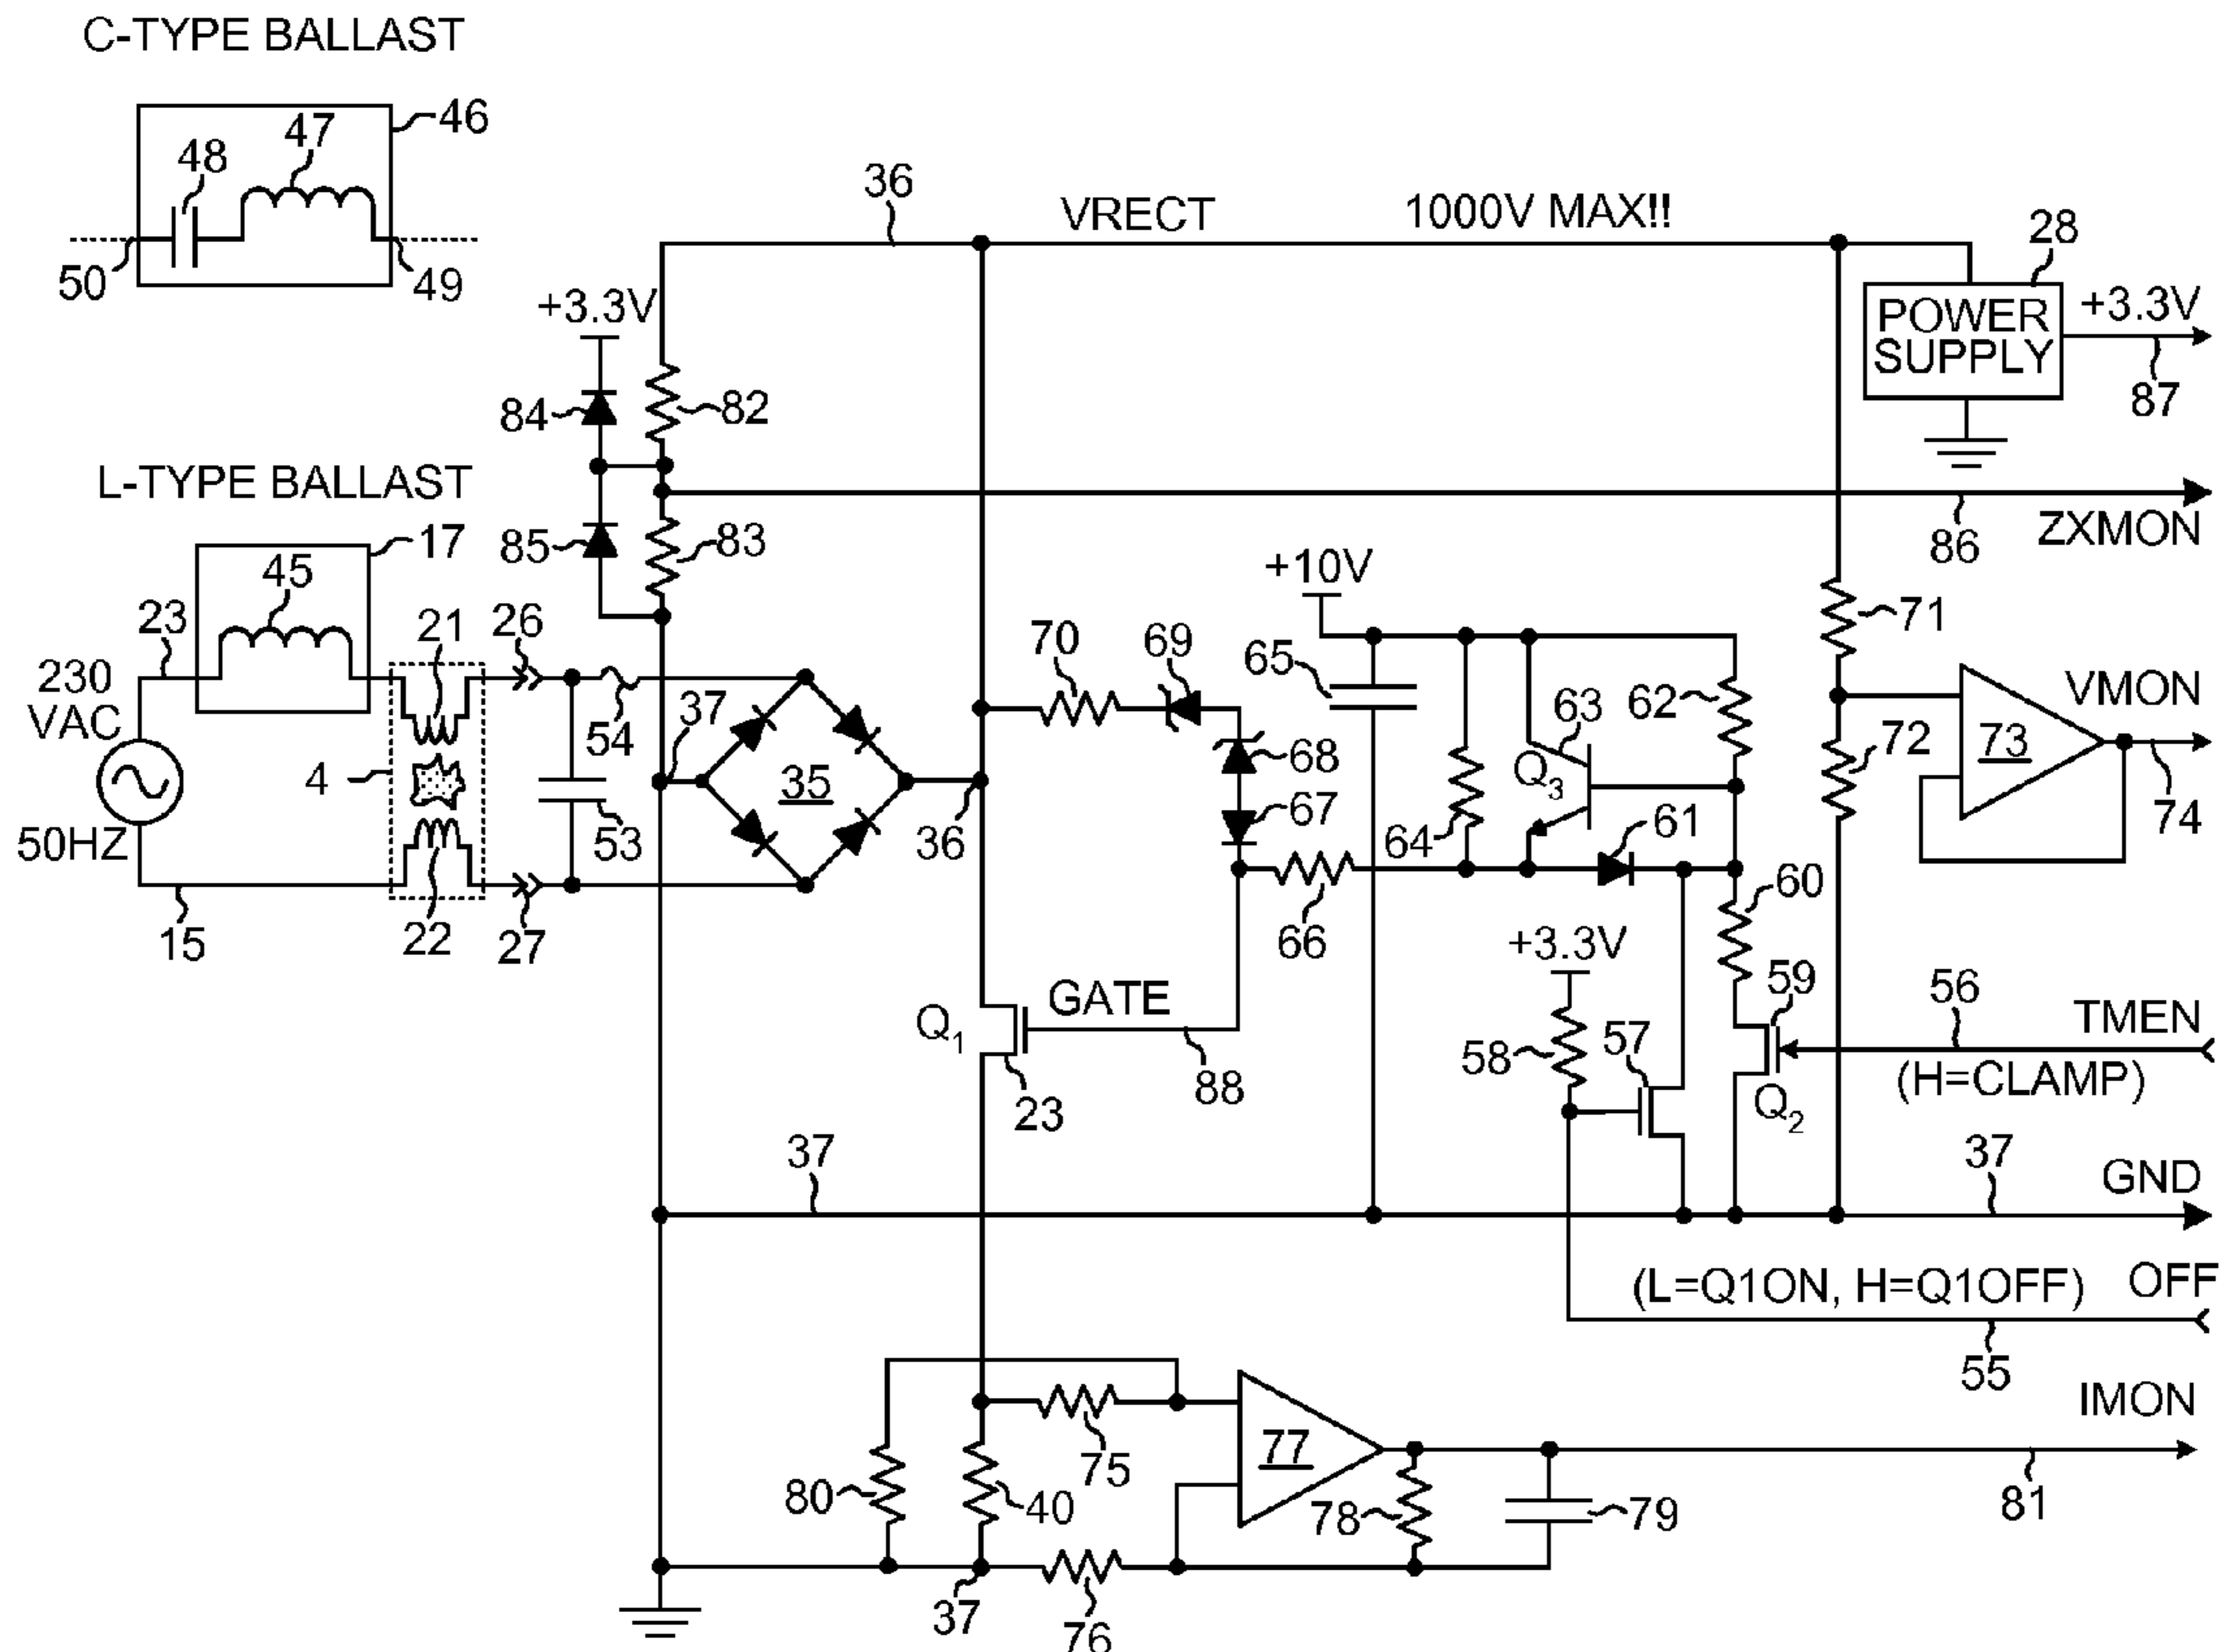 C-TYPE BALLAST
46
47
48
50
49
36
VRECT
1000V MAX!!
28
POWER
SUPPLY
+3.3V
87
+3.3V
84
82
L-TYPE BALLAST
17
45
85
83
86
ZXMON
23
21
26
230
VAC
50HZ
4
22
15
27
54
53
37
35
36
70
69
68
67
66
+10V
65
64
Q3
63
62
61
60
71
72
73
VMON
74
+3.3V
58
57
59
56
TMEN
(H=CLAMP)
Q2
Q1
GATE
23
88
37
37
GND
(L=Q1ON, H=Q1OFF)
OFF
55
IMON
80
40
75
77
78
79
81
37
76